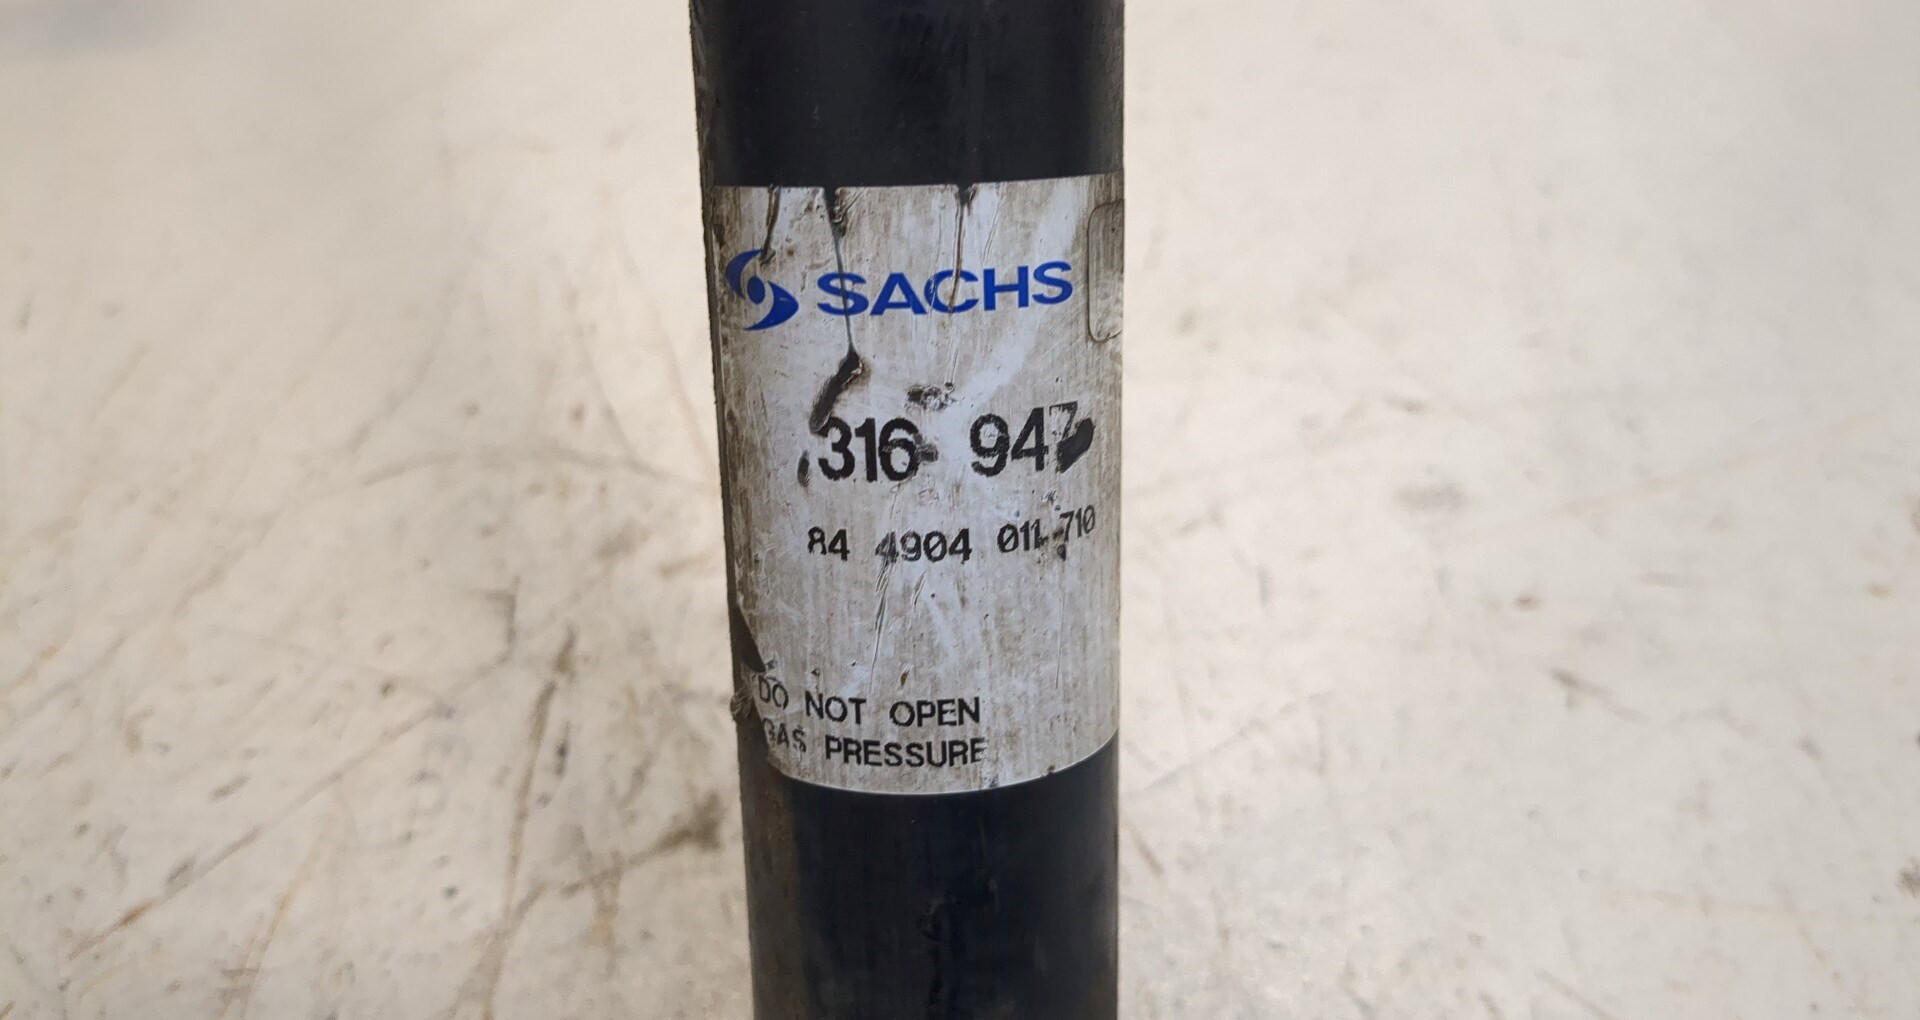 SACHS
316 947
84 4904 011 710
DO NOT OPEN
GAS PRESSURE